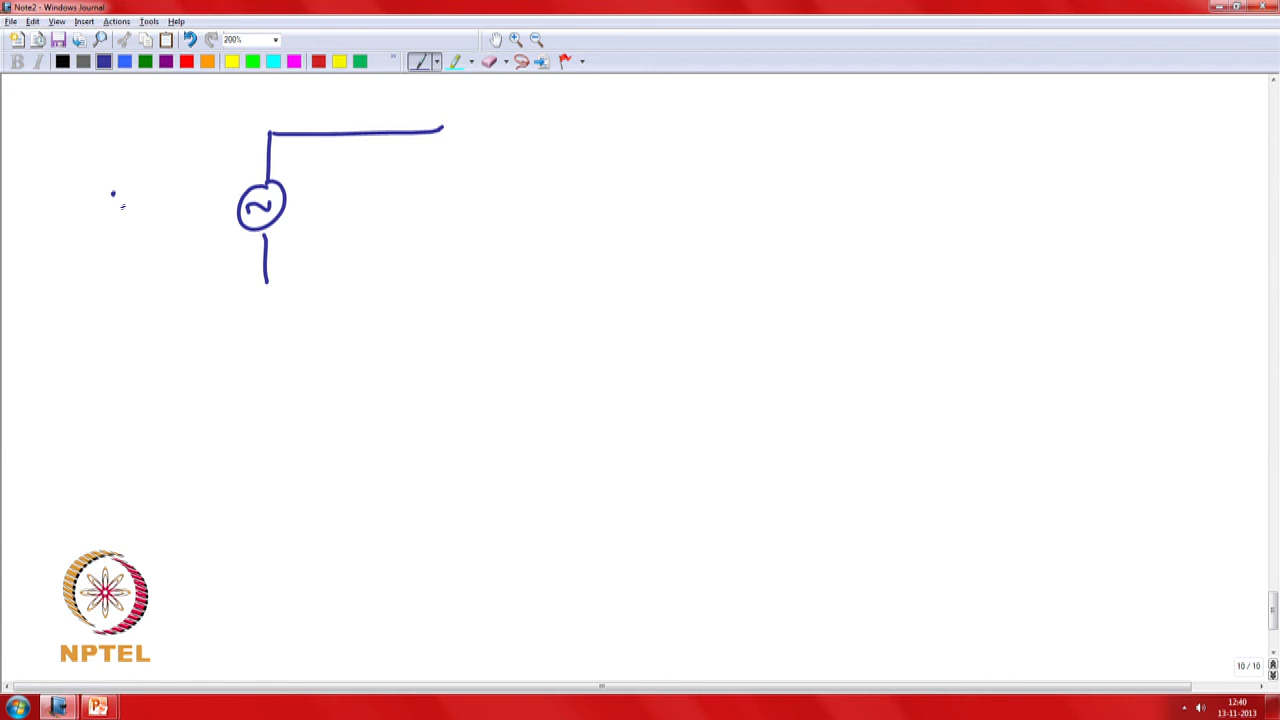 Note2 - Windows Journal
File Edit View Insert Actions Tools Help
200%
B I
~
NPTEL
10 / 10
12:40
13-11-2013